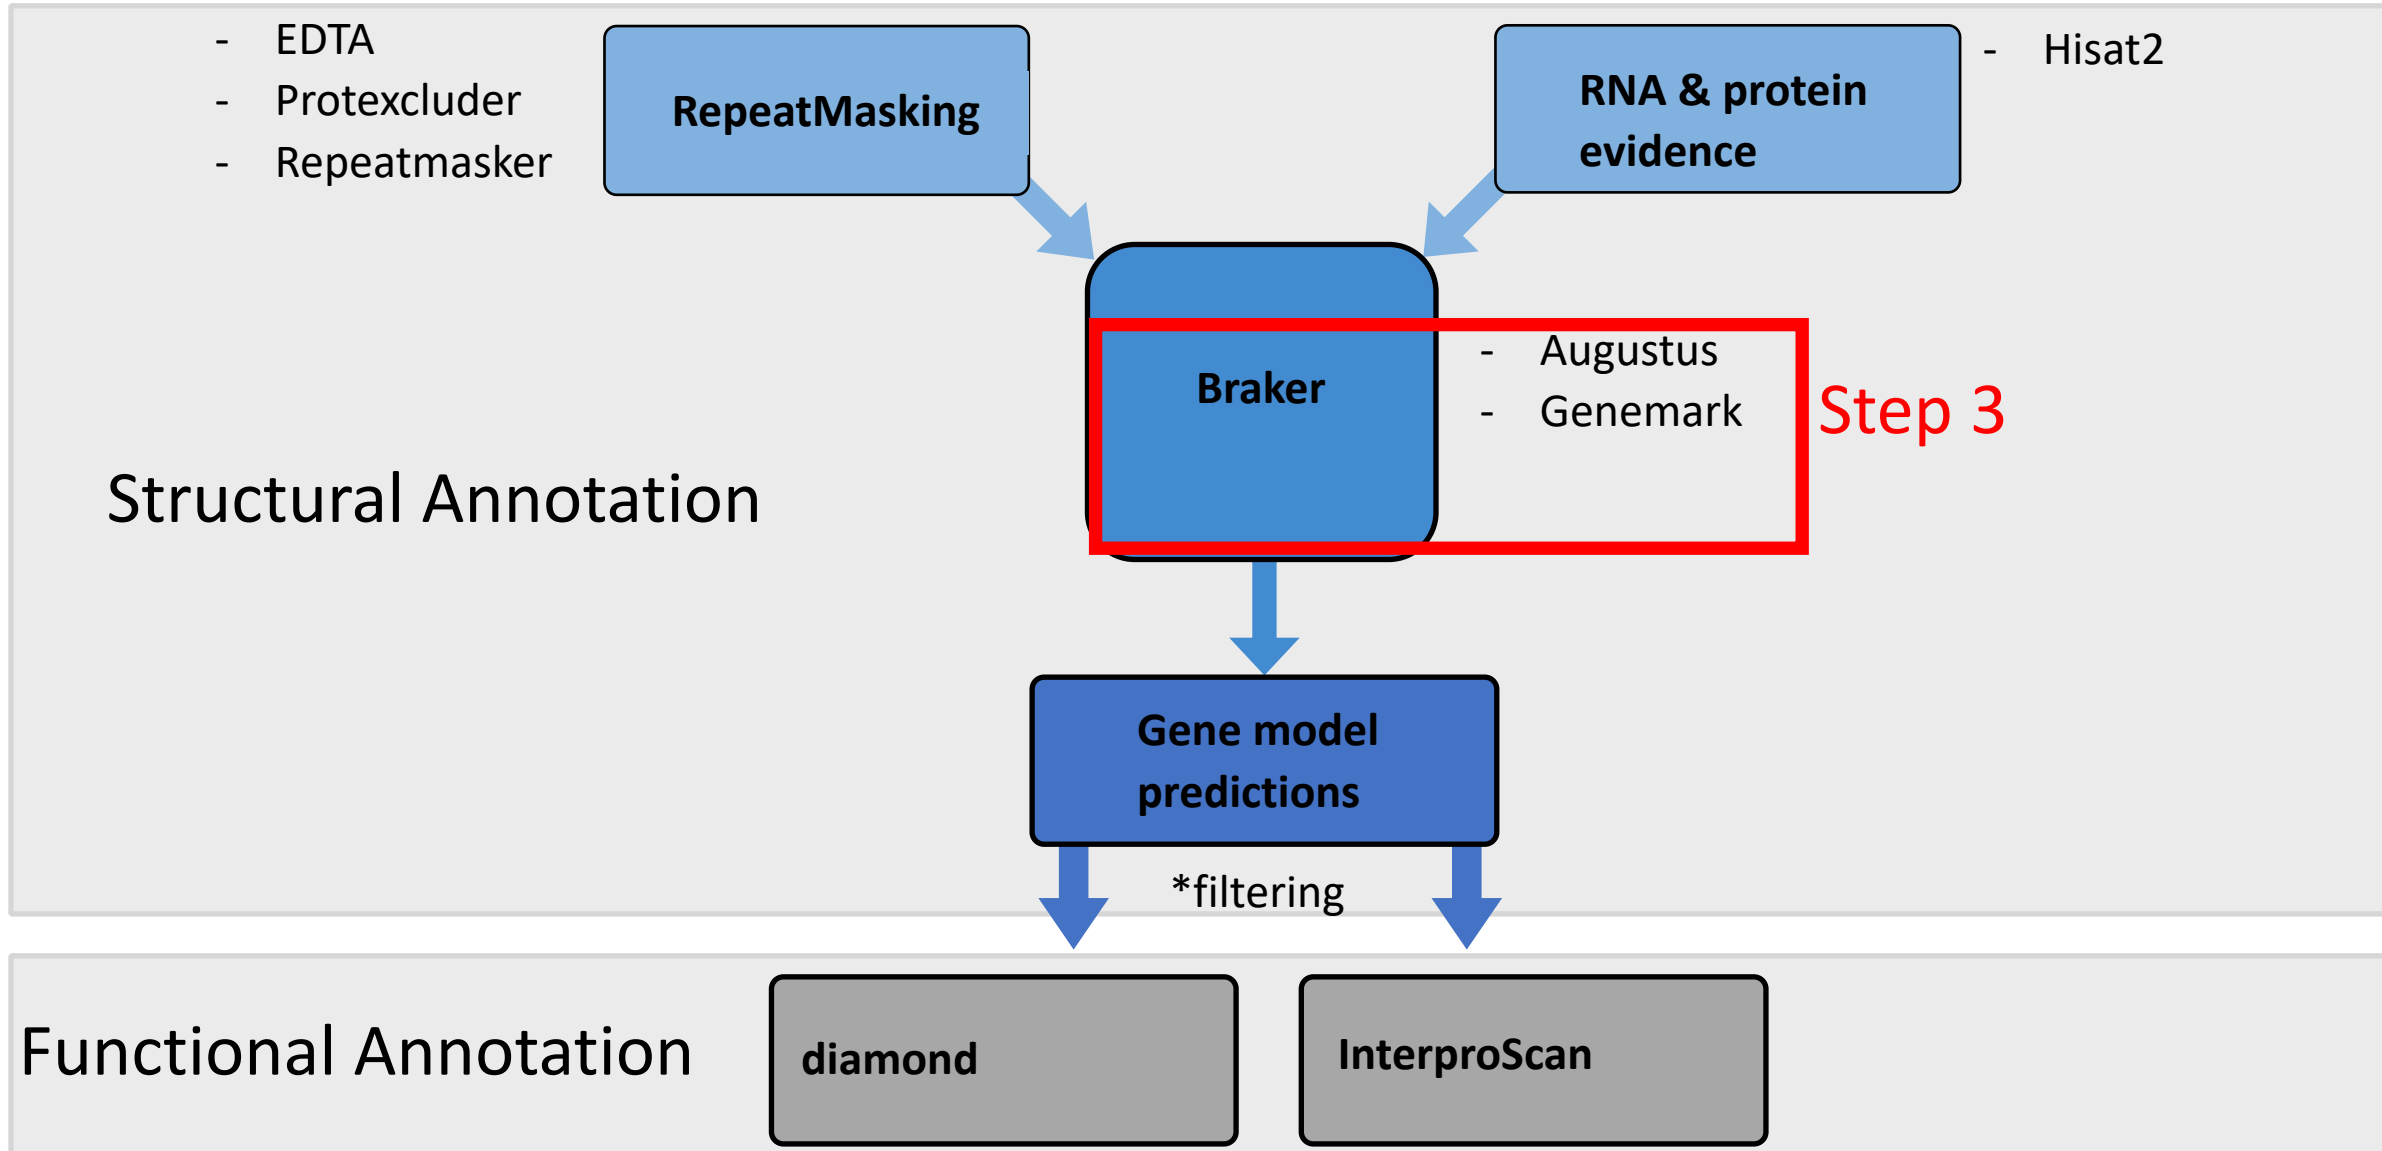 - EDTA
- Protexcluder
- Repeatmasker
RepeatMasking
RNA & protein
evidence
- Hisat2
Braker
- Augustus
- Genemark
Step 3
Structural Annotation
Gene model
predictions
*filtering
Functional Annotation
diamond
InterproScan